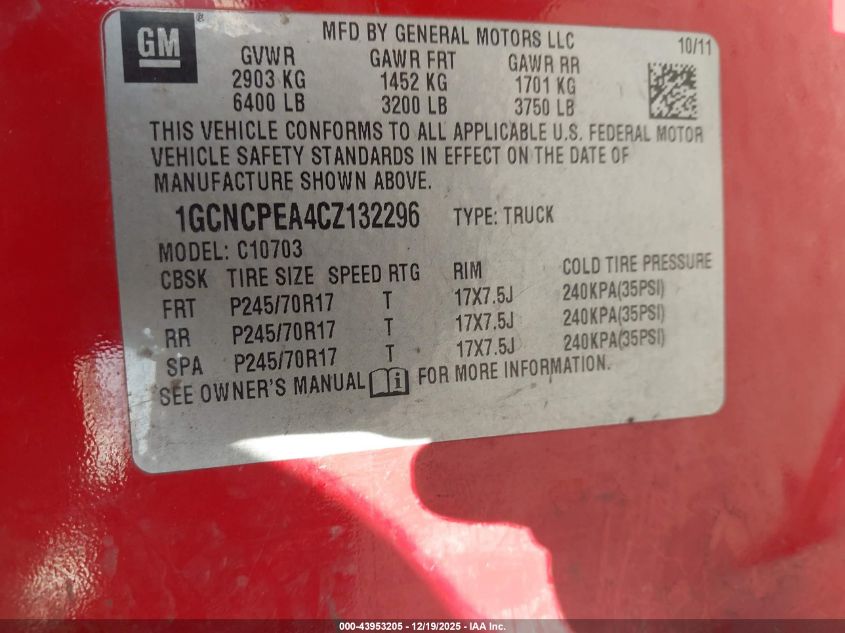 GM
MFD BY GENERAL MOTORS LLC
10/11
GVWR GAWR FRT GAWR RR
2903 KG 1452 KG 1701 KG
6400 LB 3200 LB 3750 LB
THIS VEHICLE CONFORMS TO ALL APPLICABLE U.S. FEDERAL MOTOR
VEHICLE SAFETY STANDARDS IN EFFECT ON THE DATE OF
MANUFACTURE SHOWN ABOVE.
1GCNCPEA4CZ132296 TYPE: TRUCK
MODEL: C10703
CBSK TIRE SIZE SPEED RTG RIM COLD TIRE PRESSURE
FRT P245/70R17 T 17X7.5J 240KPA(35PSI)
RR P245/70R17 T 17X7.5J 240KPA(35PSI)
SPA P245/70R17 T 17X7.5J 240KPA(35PSI)
SEE OWNER'S MANUAL i FOR MORE INFORMATION.
000-43953205 - 12/19/2025 - IAA Inc.